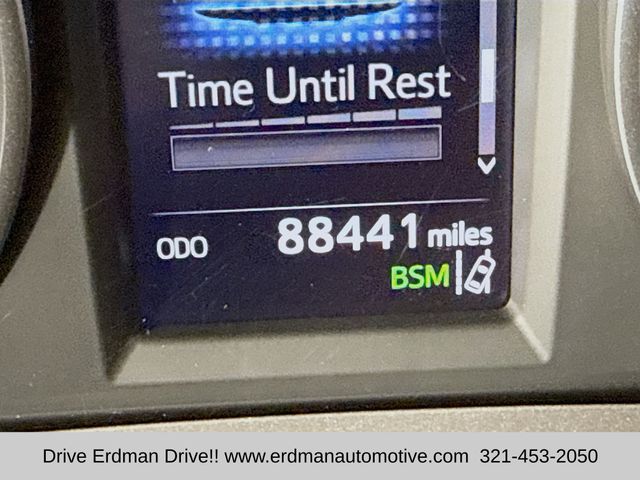 Time Until Rest
ODO 88441 miles
BSM
Drive Erdman Drive!! www.erdmanautomotive.com 321-453-2050